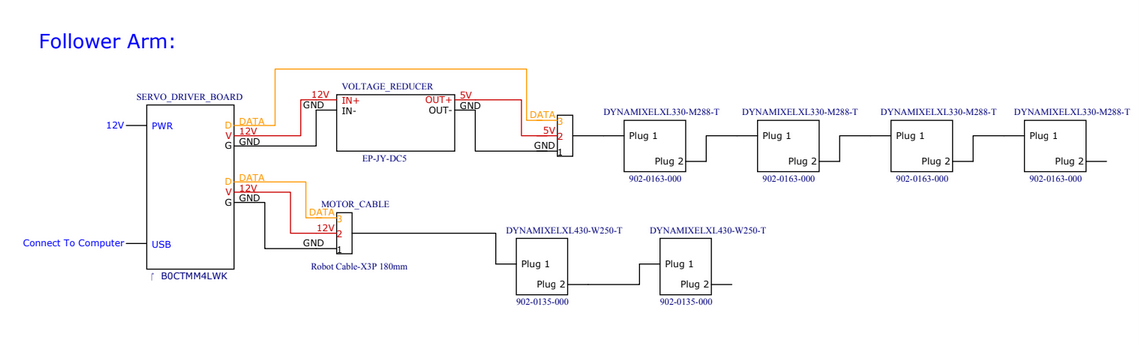 Follower Arm:
SERVO_DRIVER_BOARD
12V
PWR
D
DATA
V
12V
G
GND
D
DATA
V
12V
G
GND
Connect To Computer
USB
B0CTMM4LWK
VOLTAGE_REDUCER
12V
IN+
OUT+
5V
GND
IN-
OUT-
GND
EP-JY-DC5
DATA
3
5V
2
GND
1
MOTOR_CABLE
DATA
3
12V
2
GND
1
Robot Cable-X3P 180mm
DYNAMIXELXL330-M288-T
Plug 1
Plug 2
902-0163-000
DYNAMIXELXL330-M288-T
Plug 1
Plug 2
902-0163-000
DYNAMIXELXL330-M288-T
Plug 1
Plug 2
902-0163-000
DYNAMIXELXL330-M288-T
Plug 1
Plug 2
902-0163-000
DYNAMIXELXL430-W250-T
Plug 1
Plug 2
902-0135-000
DYNAMIXELXL430-W250-T
Plug 1
Plug 2
902-0135-000